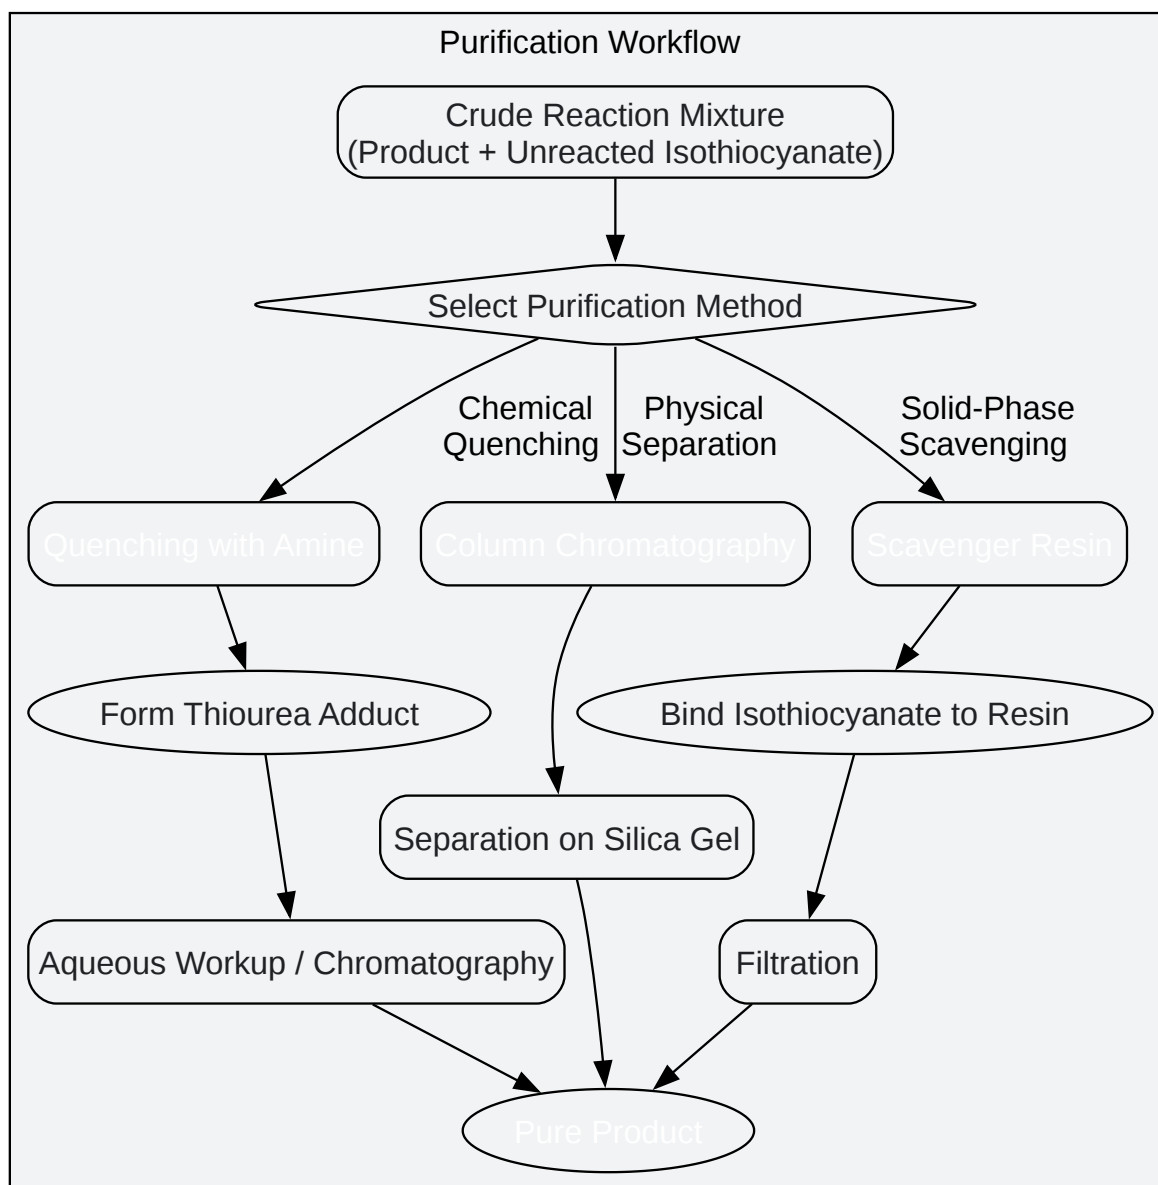 Purification Workflow
Crude Reaction Mixture
(Product + Unreacted Isothiocyanate)
Select Purification Method
Chemical
Quenching
Physical
Separation
Solid-Phase
Scavenging
Quenching with Amine
Column Chromatography
Scavenger Resin
Form Thiourea Adduct
Bind Isothiocyanate to Resin
Separation on Silica Gel
Aqueous Workup / Chromatography
Filtration
Pure Product